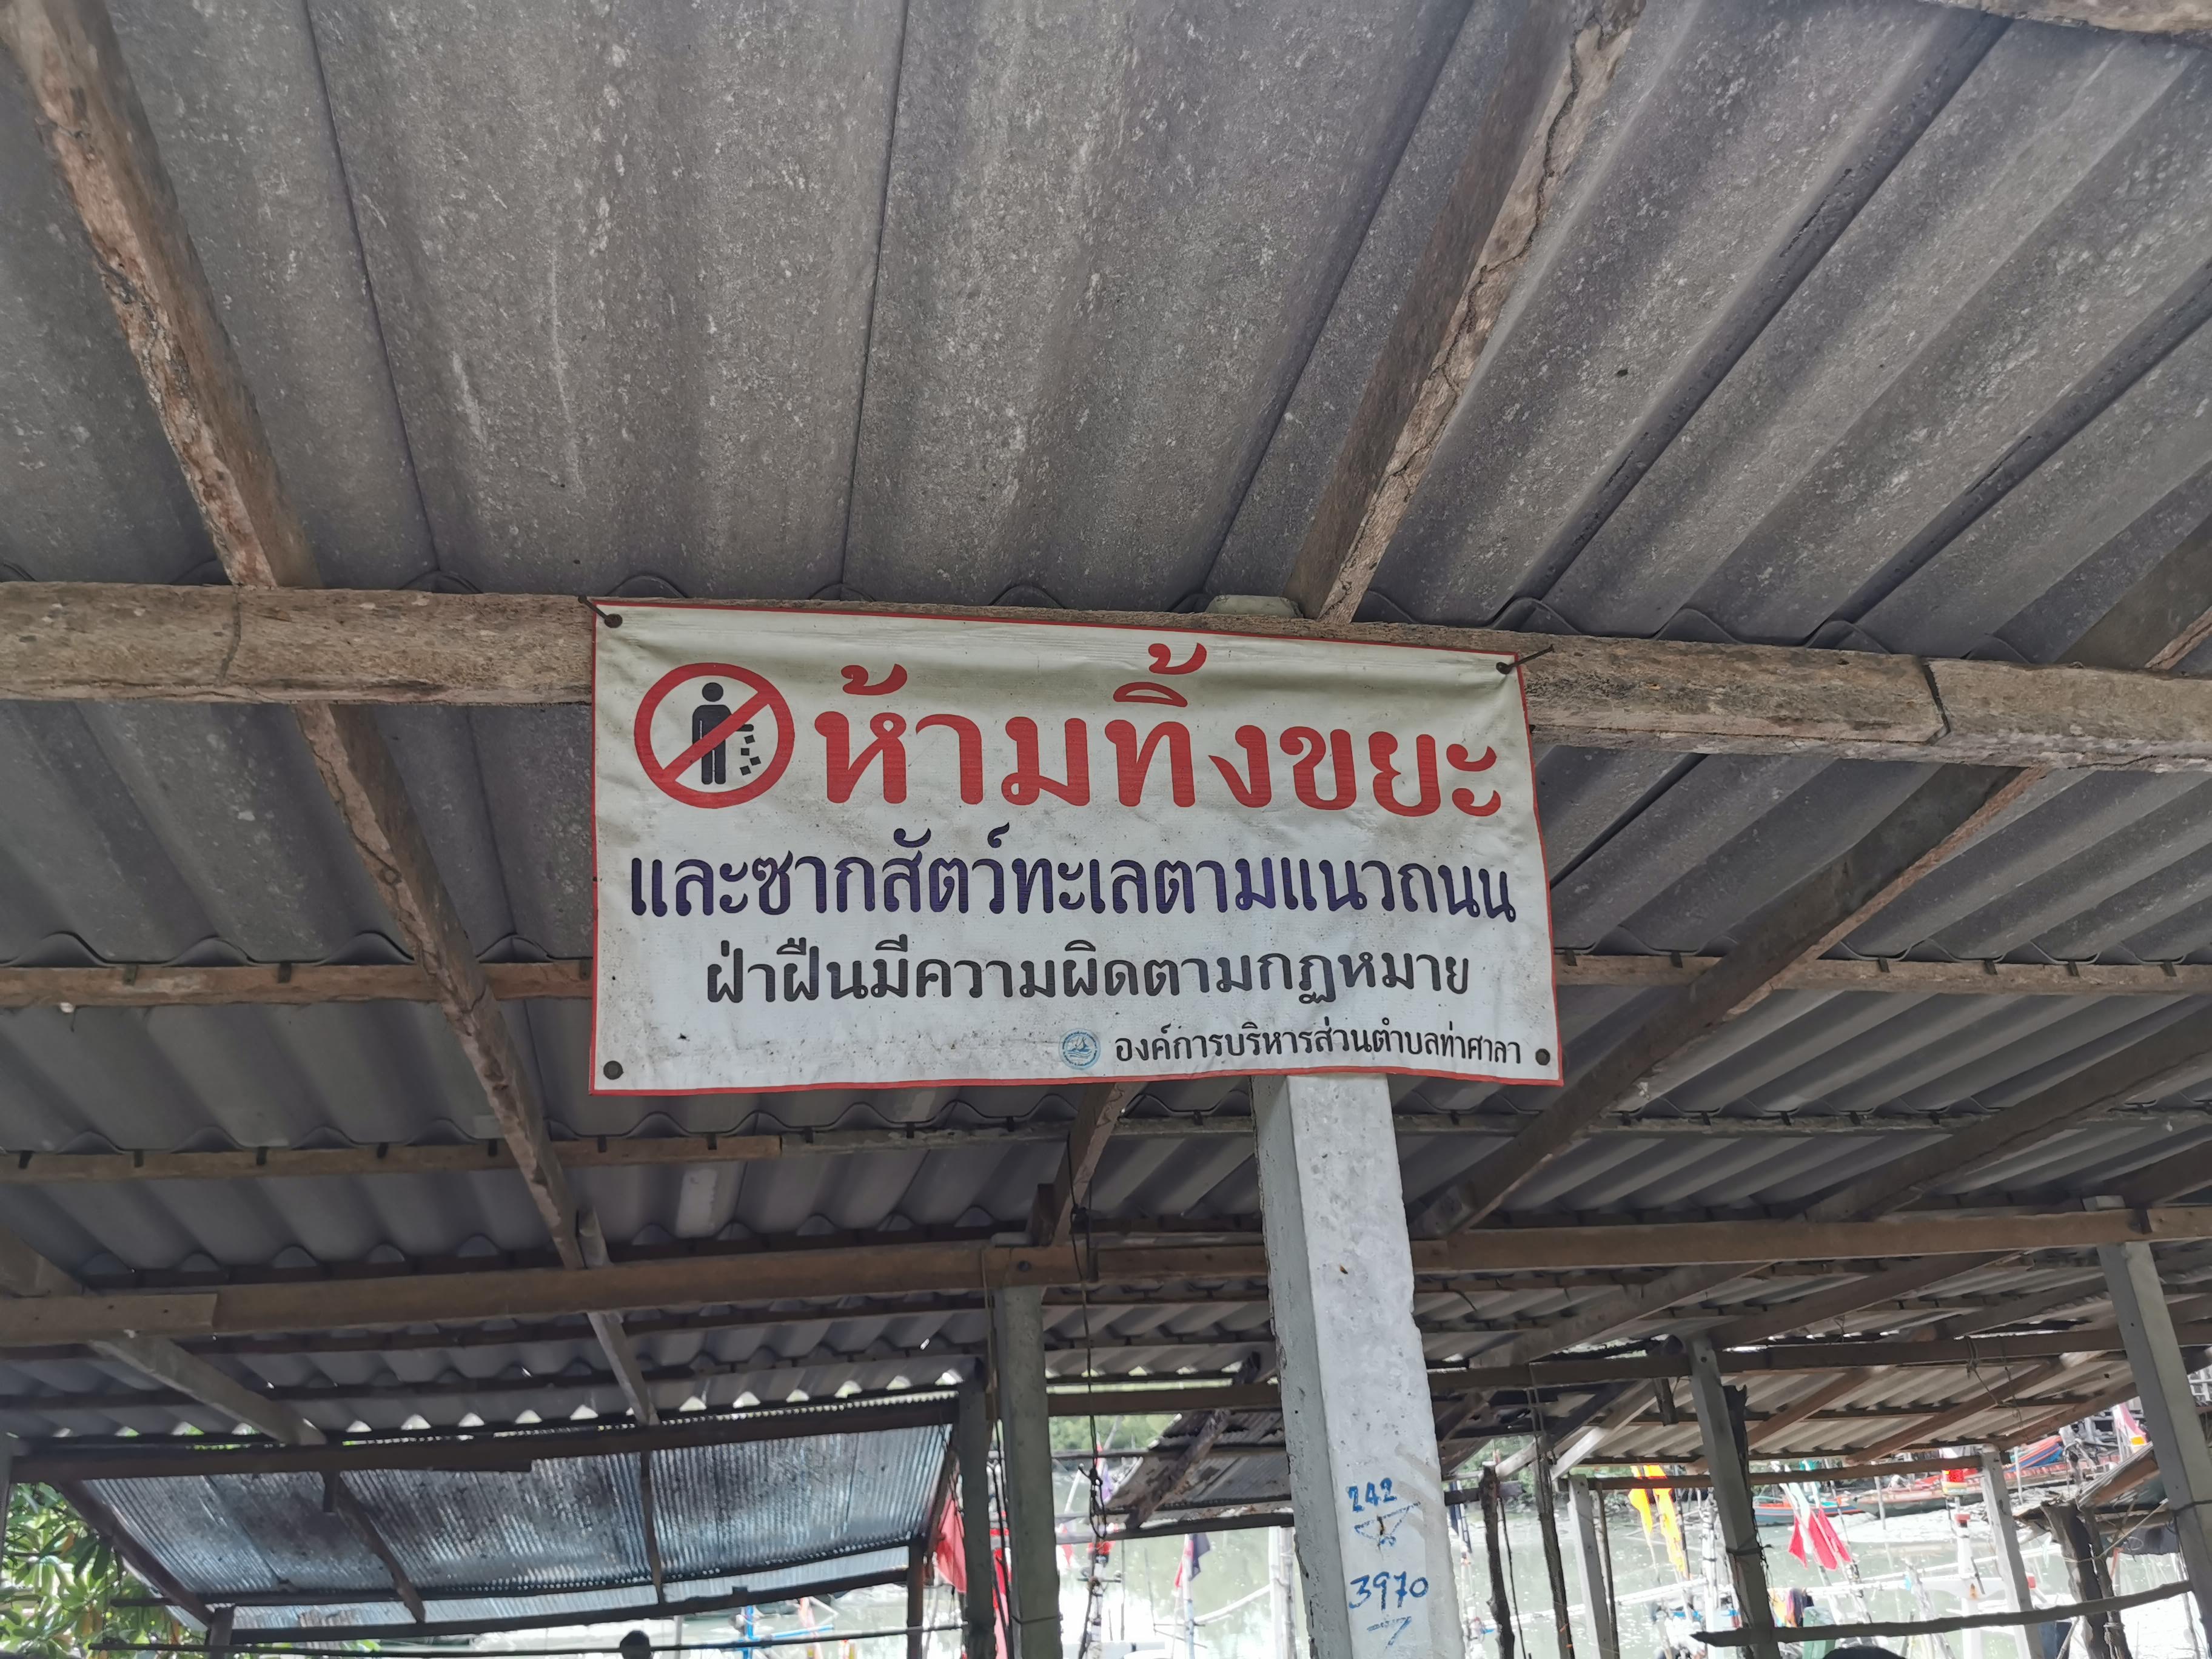 ห้ามทิ้งขยะ
และซากสัตว์ทะเลตามแนวถนน
ฝ่าฝืนมีความผิดตามกฏหมาย
องค์การบริหารส่วนตำบลท่าศาลา
242
3970